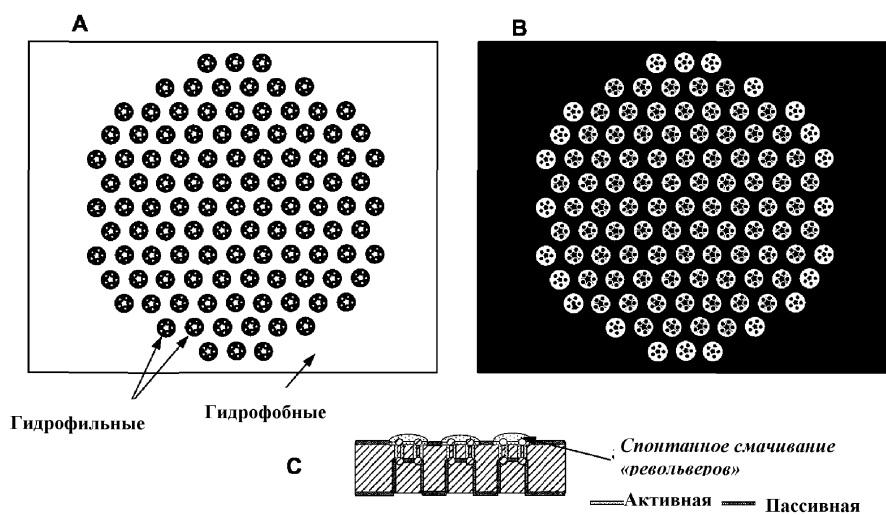 A
B
Гидрофильные
Гидрофобные
C
Спонтанное смачивание
«револьверов»
Активная
Пассивная